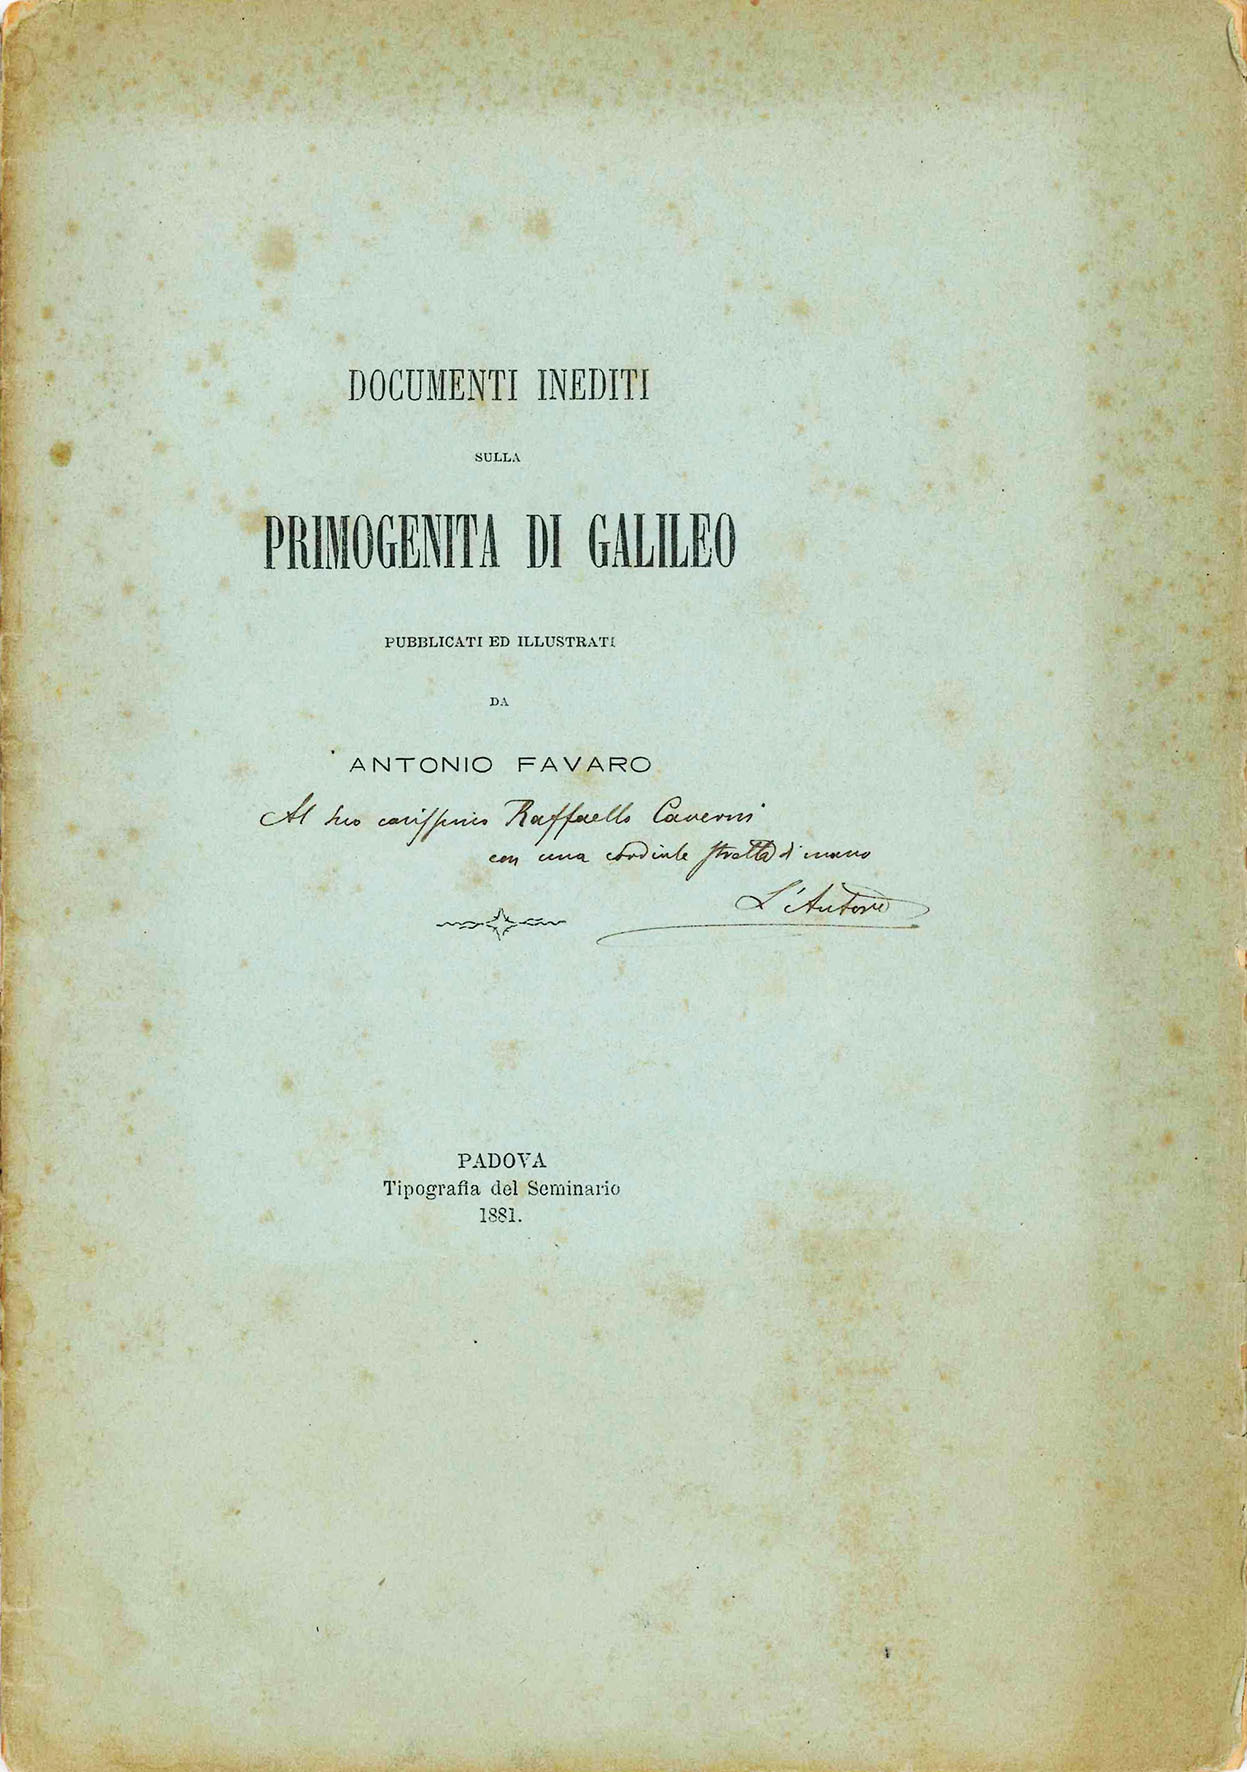 DOCUMENTI INEDITI
SULLA
PRIMOGENITA DI GALILEO
PUBBLICATI ED ILLUSTRATI
DA
ANTONIO FAVARO
Al suo carissimo Raffaello Caverni
con una cordiale stretta di mano
L'Autore
PADOVA
Tipografia del Seminario
1881.